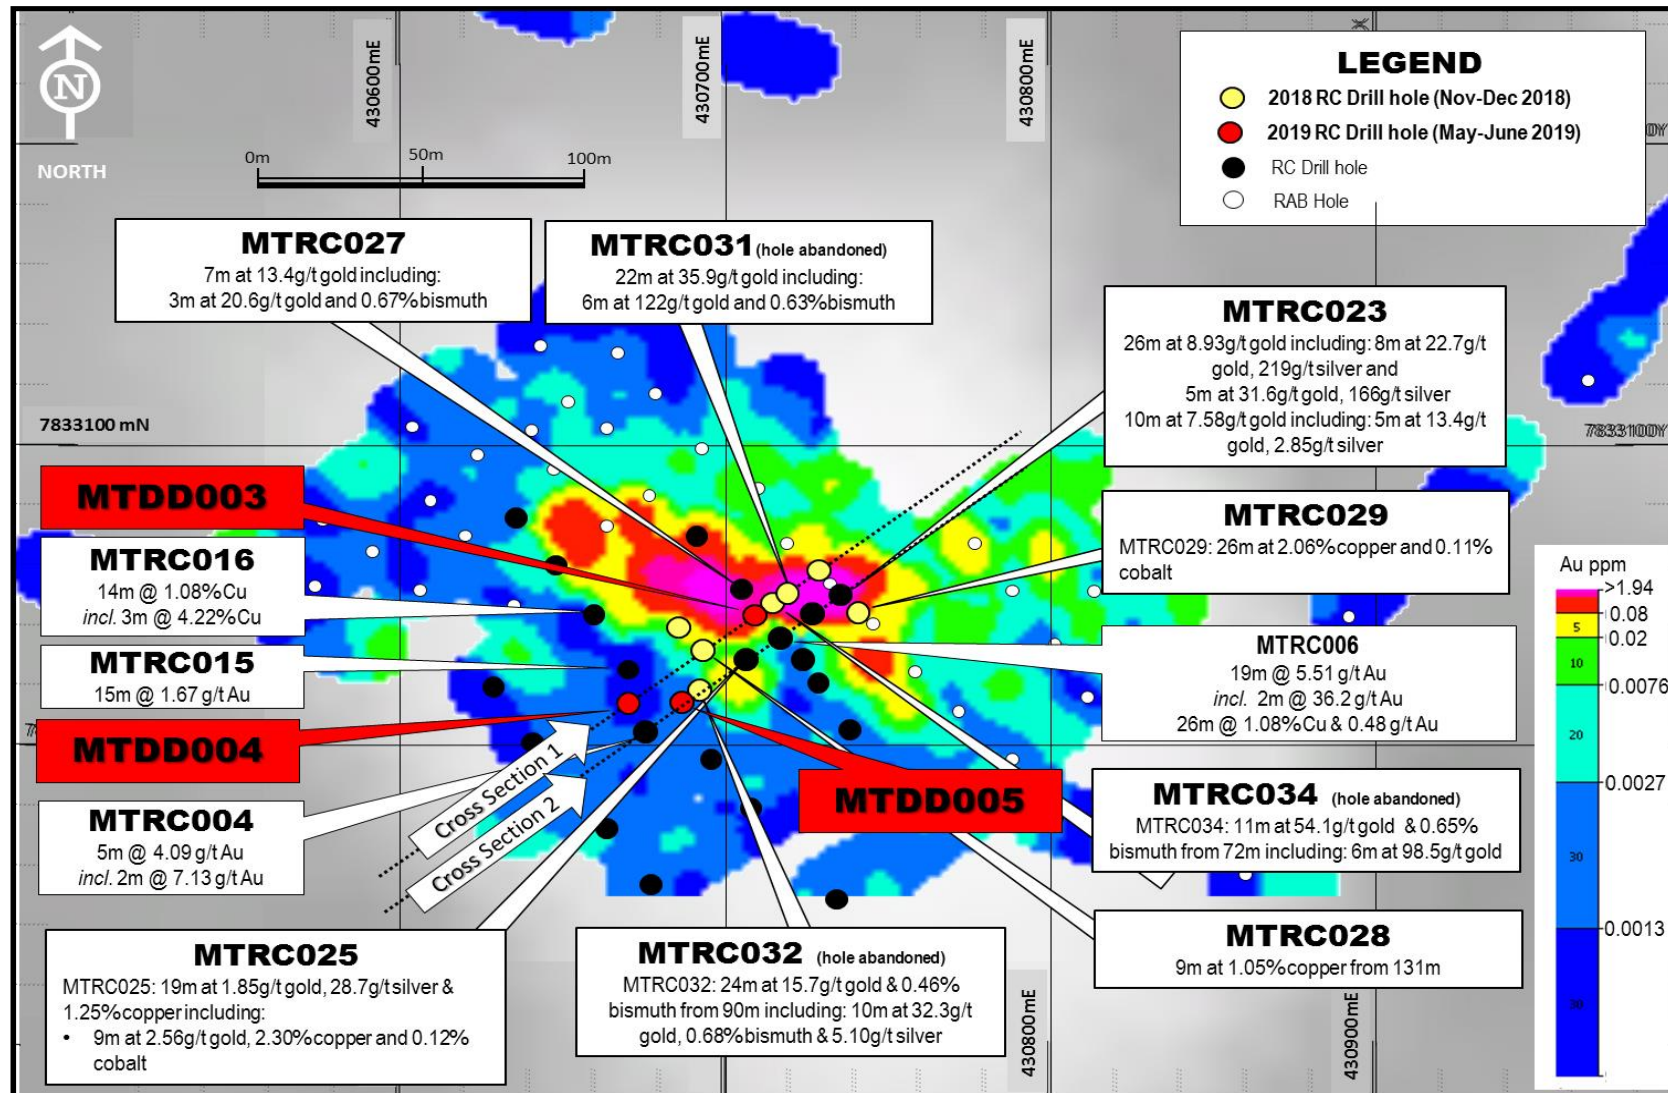 N
NORTH
430600mE
430700mE
430800mE
0m 50m 100m
LEGEND
2018 RC Drill hole (Nov-Dec 2018)
2019 RC Drill hole (May-June 2019)
RC Drill hole
RAB Hole
MTRC027
7m at 13.4g/t gold including:
3m at 20.6g/t gold and 0.67% bismuth
MTRC031 (hole abandoned)
22m at 35.9g/t gold including:
6m at 122g/t gold and 0.63% bismuth
MTRC023
26m at 8.93g/t gold including: 8m at 22.7g/t
gold, 219g/t silver and
5m at 31.6g/t gold, 166g/t silver
10m at 7.58g/t gold including: 5m at 13.4g/t
gold, 2.85g/t silver
7833100 mN
7833100Y
MTDD003
MTRC016
14m @ 1.08% Cu
incl. 3m @ 4.22% Cu
MTRC015
15m @ 1.67 g/t Au
MTDD004
MTRC004
5m @ 4.09 g/t Au
incl. 2m @ 7.13 g/t Au
Cross Section 1
Cross Section 2
MTRC029
MTRC029: 26m at 2.06% copper and 0.11%
cobalt
MTRC006
19m @ 5.51 g/t Au
incl. 2m @ 36.2 g/t Au
26m @ 1.08% Cu & 0.48 g/t Au
MTDD005
MTRC034 (hole abandoned)
MTRC034: 11m at 54.1g/t gold & 0.65%
bismuth from 72m including: 6m at 98.5g/t gold
MTRC028
9m at 1.05% copper from 131m
MTRC025
MTRC025: 19m at 1.85g/t gold, 28.7g/t silver &
1.25% copper including:
• 9m at 2.56g/t gold, 2.30% copper and 0.12%
cobalt
MTRC032 (hole abandoned)
MTRC032: 24m at 15.7g/t gold & 0.46%
bismuth from 90m including: 10m at 32.3g/t
gold, 0.68% bismuth & 5.10g/t silver
430800mE
430900mE
Au ppm
>1.94
0.08
5
0.02
10
0.0076
20
0.0027
30
0.0013
30